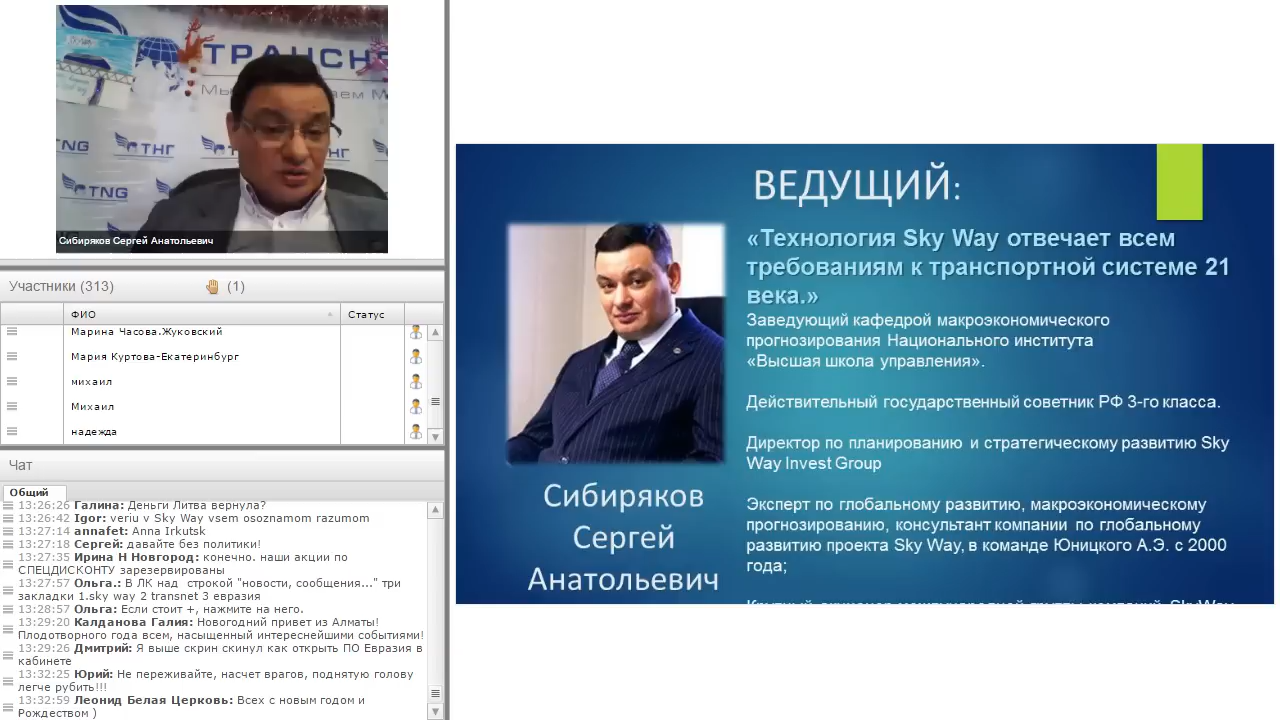 ТРАНСН
TNG
ТНГ
ТНГ
TNG
TNG
Сибиряков Сергей Анатольевич
Участники (313)
(1)
ФИО
Статус
Марина Часова.Жуковский
Мария Куртова-Екатеринбург
михаил
Михаил
надежда
Чат
Общий
13:26:26 Галина: Деньги Литва вернула?
13:26:42 Igor: veriu v Sky Way vsem osoznamom razumom
13:27:14 annafet: Anna Irkutsk
13:27:18 Сергей: давайте без политики!
13:27:35 Ирина Н Новгород: конечно. наши акции по
СПЕЦДИСКОНТУ зарезервированы
13:27:57 Ольга.: В ЛК над строкой "новости, сообщения..." три
закладки 1.sky way 2 transnet 3 евразия
13:28:57 Ольга: Если стоит +, нажмите на него.
13:29:20 Калданова Галия: Новогодний привет из Алматы!
Плодотворного года всем, насыщенный интереснейшими событиями!
13:29:26 Дмитрий: Я выше скрин скинул как открыть ПО Евразия в
кабинете
13:32:25 Юрий: Не переживайте, насчет врагов, поднятую голову
легче рубить!!!
13:32:59 Леонид Белая Церковь: Всех с новым годом и
Рождеством )
ВЕДУЩИЙ:
«Технология Sky Way отвечает всем
требованиям к транспортной системе 21
века.»
Заведующий кафедрой макроэкономического
прогнозирования Национального института
«Высшая школа управления».
Действительный государственный советник РФ 3-го класса.
Директор по планированию и стратегическому развитию Sky
Way Invest Group
Эксперт по глобальному развитию, макроэкономическому
прогнозированию, консультант компании по глобальному
развитию проекта Sky Way, в команде Юницкого А.Э. с 2000
года;
Сибиряков
Сергей
Анатольевич